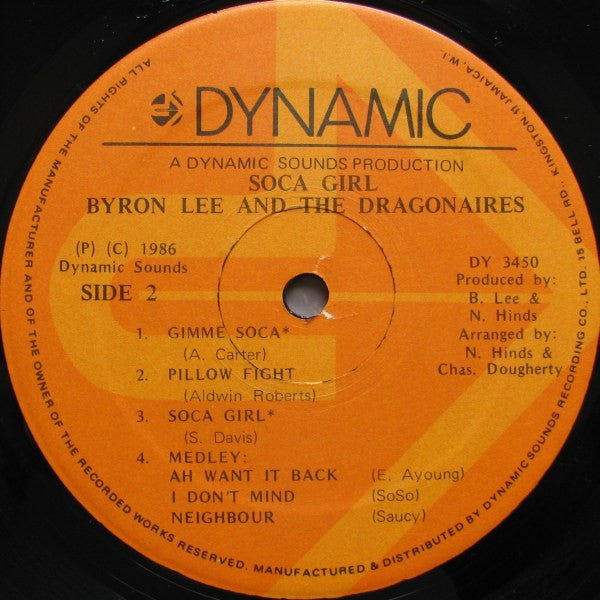 DYNAMIC
A DYNAMIC SOUNDS PRODUCTION
SOCA GIRL
BYRON LEE AND THE DRAGONAIRES
(P) (C) 1986
Dynamic Sounds
SIDE 2
DY 3450
Produced by:
B. Lee &
N. Hinds
Arranged by:
N. Hinds &
Chas. Dougherty
1. GIMME SOCA*
(A. Carter)
2. PILLOW FIGHT
(Aldwin Roberts)
3. SOCA GIRL*
(S. Davis)
4. MEDLEY:
AH WANT IT BACK (E. Ayoung)
I DON'T MIND (SoSo)
NEIGHBOUR (Saucy)
ALL RIGHTS OF THE MANUFACTURER AND OF THE OWNER OF THE RECORDED WORKS RESERVED. MANUFACTURED & DISTRIBUTED BY DYNAMIC SOUNDS RECORDING CO., LTD. 15 BELL RD., KINGSTON 11 JAMAICA, W.I.